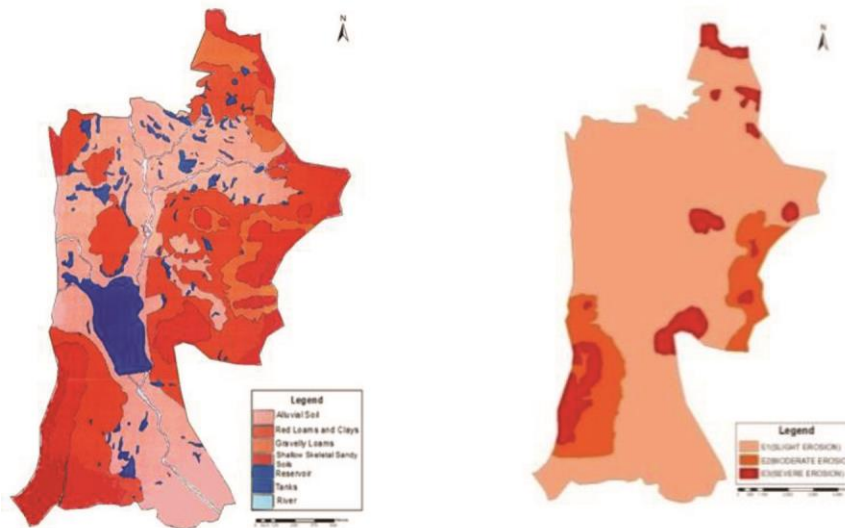 N
Legend
Alluvial Soil
Red Loams and Clays
Gravelly Loams
Shallow Skeletal Sandy
Soils
Reservoir
Tanks
River
N
Legend
E1(SLIGHT EROSION)
E2(MODERATE EROSION)
E3(SEVERE EROSION)